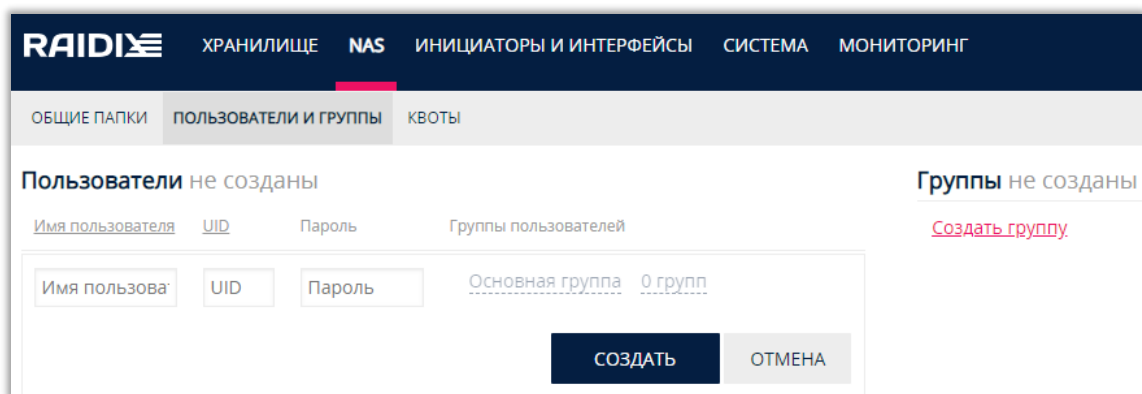 RAIDIX ХРАНИЛИЩЕ NAS ИНИЦИАТОРЫ И ИНТЕРФЕЙСЫ СИСТЕМА МОНИТОРИНГ
ОБЩИЕ ПАПКИ ПОЛЬЗОВАТЕЛИ И ГРУППЫ КВОТЫ
Пользователи не созданы
Группы не созданы
Имя пользователя UID Пароль Группы пользователей
Создать группу
Имя пользова UID Пароль Основная группа 0 групп
СОЗДАТЬ ОТМЕНА